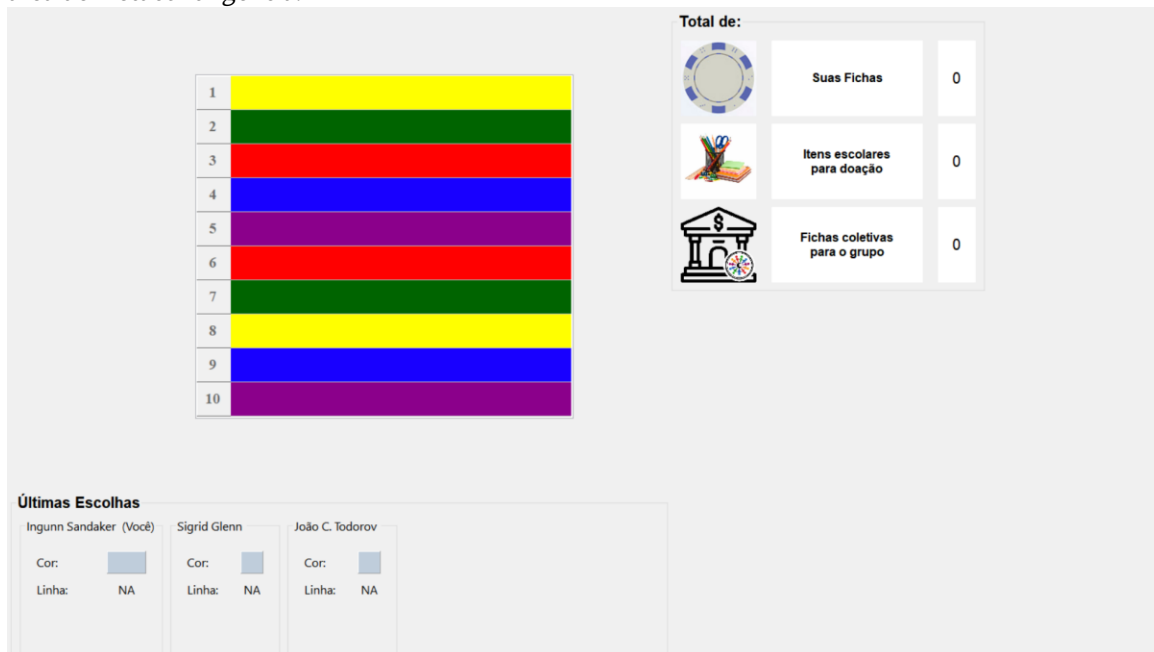 Total de:
Suas Fichas 0
Itens escolares
para doação 0
Fichas coletivas
para o grupo 0
1
2
3
4
5
6
7
8
9
10
Últimas Escolhas
Ingunn Sandaker (Você) Sigrid Glenn João C. Todorov
Cor: Cor: Cor:
Linha: NA Linha: NA Linha: NA